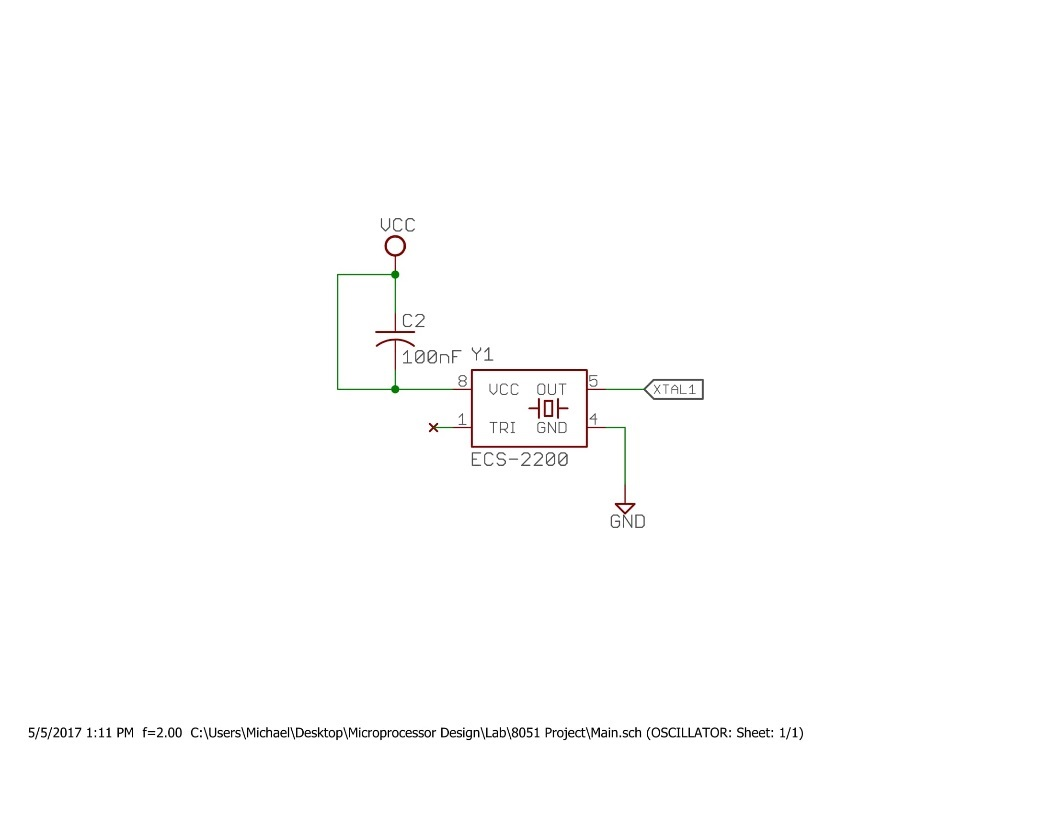 VCC
C2
100nF
Y1
8
VCC
OUT
5
XTAL1
1
TRI
GND
4
ECS-2200
GND
5/5/2017 1:11 PM  f=2.00  C:\Users\Michael\Desktop\Microprocessor Design\Lab\8051 Project\Main.sch (OSCILLATOR: Sheet: 1/1)